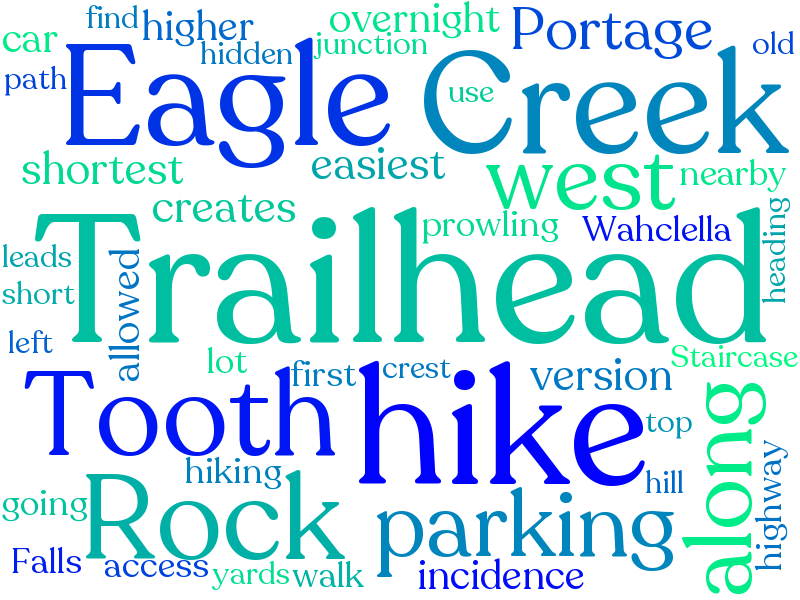 find
higher
overnight
Portage
car
hidden
junction
old
path
Eagle
Creek
use
shortest
easiest
west
nearby
creates
prowling
Wahclella
heading
Trailhead
leads
short
allowed
left
lot
first
crest
version
Staircase
Tooth
hike
top
along
hiking
hill
highway
going
Rock
parking
Falls
access
yards
walk
incidence